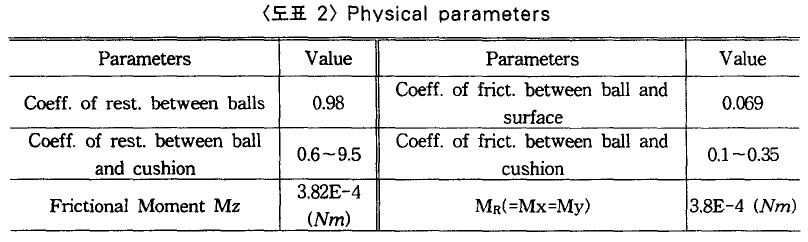 〈도표 2〉 Physical parameters
Parameters Value Parameters Value
Coeff. of rest. between balls 0.98 Coeff. of frict. between ball and surface 0.069
Coeff. of rest. between ball and cushion 0.6~9.5 Coeff. of frict. between ball and cushion 0.1~0.35
Frictional Moment Mz 3.82E-4 (Nm) MR(=Mx=My) 3.8E-4 (Nm)